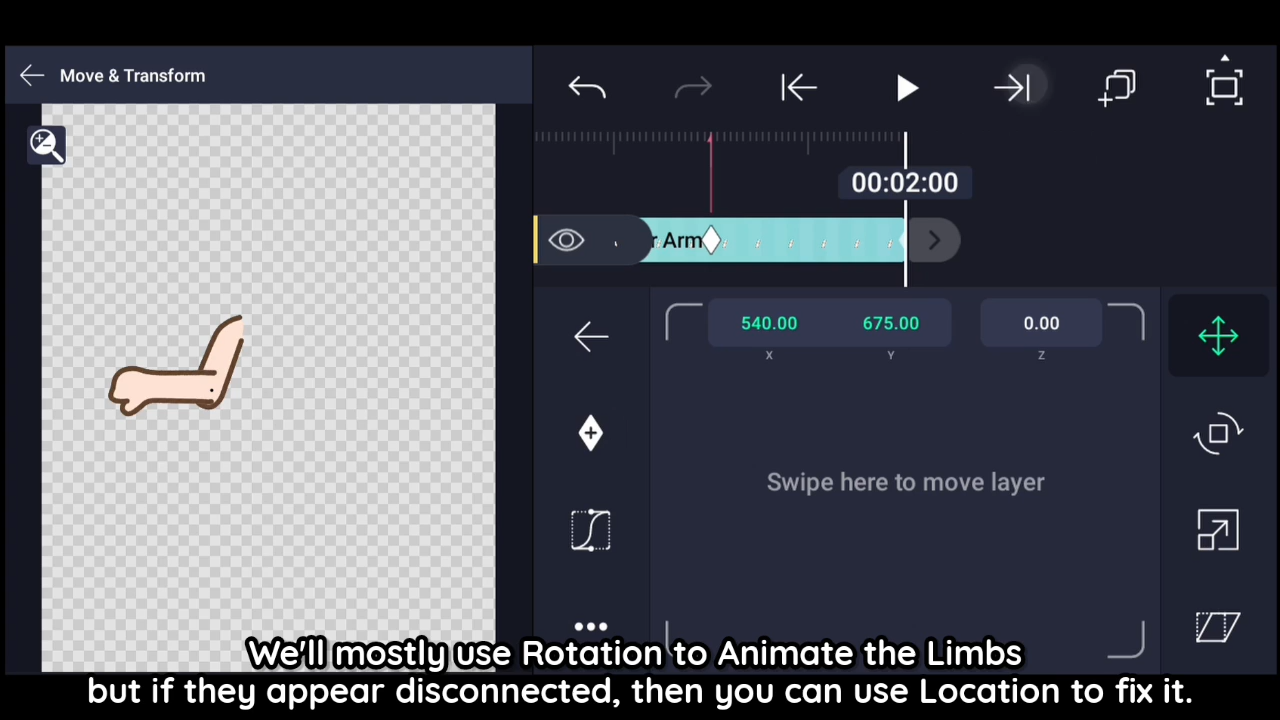 Move & Transform
00:02:00
r Arm
540.00 675.00 0.00
X Y Z
Swipe here to move layer
We'll mostly use Rotation to Animate the Limbs
but if they appear disconnected, then you can use Location to fix it.